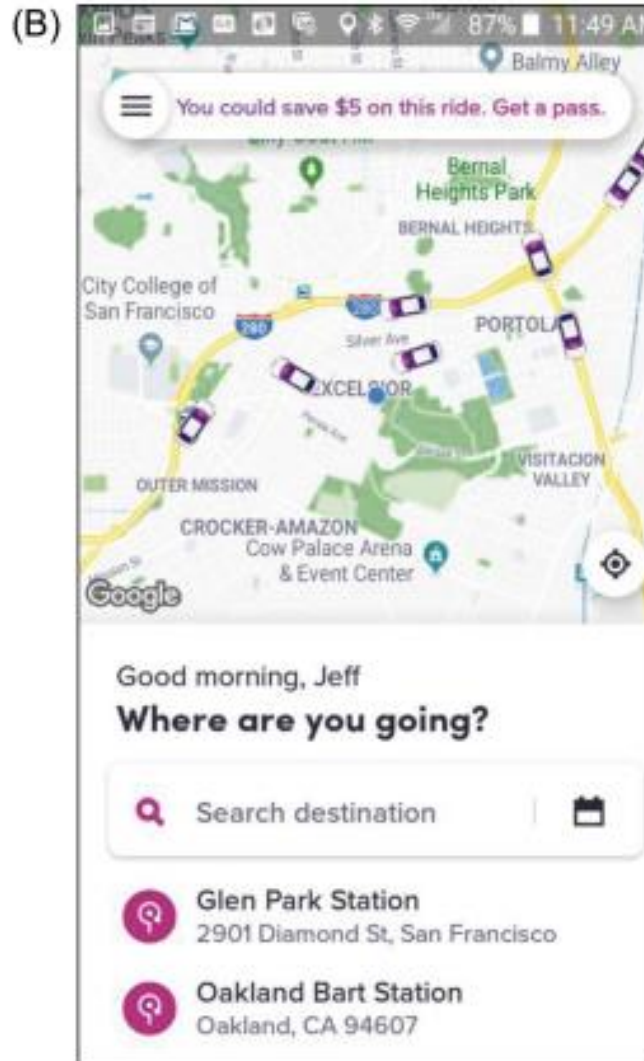 (B)
87% 11:49 AM
Balmy Alley
You could save $5 on this ride. Get a pass.
Bernal
Heights Park
BERNAL HEIGHTS
City College of
San Francisco
280
280
PORTOLA
Silver Ave
EXCELSIOR
VISITACION
VALLEY
OUTER MISSION
CROCKER-AMAZON
Cow Palace Arena
& Event Center
Google
Good morning, Jeff
Where are you going?
Search destination
Glen Park Station
2901 Diamond St, San Francisco
Oakland Bart Station
Oakland, CA 94607